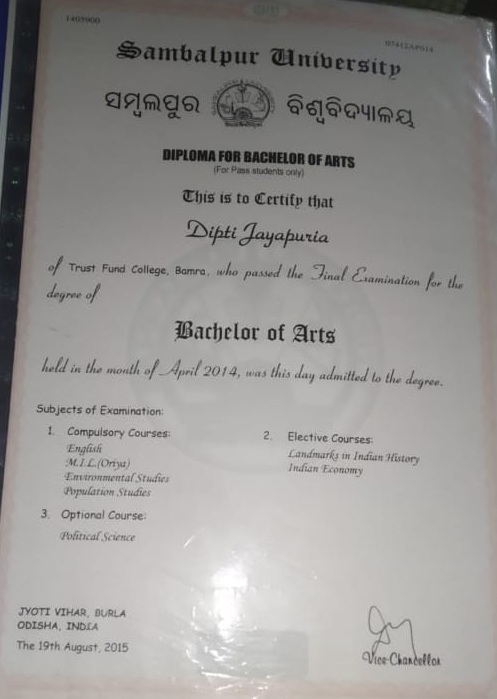 1405900
Sambalpur University
ସମ୍ବଲପୁର ବିଶ୍ୱବିଦ୍ୟାଳୟ
DIPLOMA FOR BACHELOR OF ARTS
(For Pass students only)
This is to Certify that
Dipti Jayapuria
of Trust Fund College, Bamra, who passed the Final Examination for the
degree of
Bachelor of Arts
held in the month of April 2014, was this day admitted to the degree.
Subjects of Examination:
1. Compulsory Courses:
English
M.I.L.(Oriya)
Environmental Studies
Population Studies
2. Elective Courses:
Landmarks in Indian History
Indian Economy
3. Optional Course:
Political Science
JYOTI VIHAR, BURLA
ODISHA, INDIA
The 19th August, 2015
Vice-Chancellor